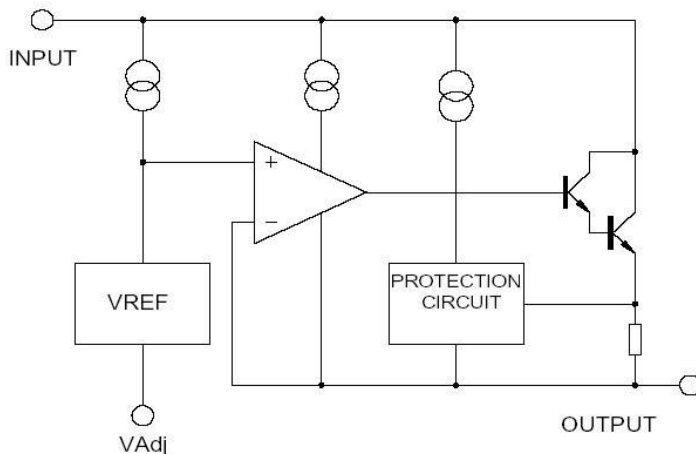 INPUT
+
−
VREF
PROTECTION
CIRCUIT
VAdj
OUTPUT